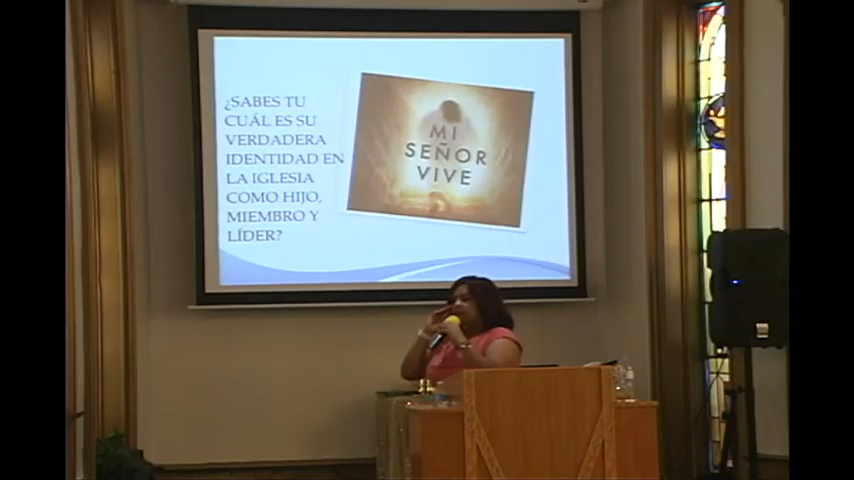 ¿SABES TU
CUÁL ES SU
VERDADERA
IDENTIDAD EN
LA IGLESIA
COMO HIJO,
MIEMBRO Y
LÍDER?
MI
SEÑOR
VIVE